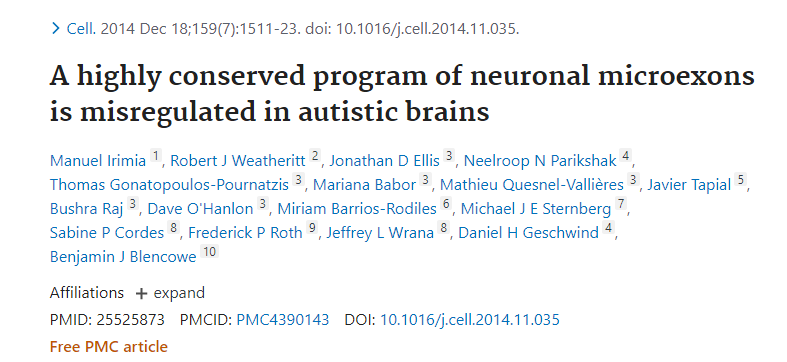 Cell. 2014 Dec 18;159(7):1511-23. doi: 10.1016/j.cell.2014.11.035.
A highly conserved program of neuronal microexons
is misregulated in autistic brains
Manuel Irimia 1, Robert J Weatheritt 2, Jonathan D Ellis 3, Neelroop N Parikshak 4,
Thomas Gonatopoulos-Pournatzis 3, Mariana Babor 3, Mathieu Quesnel-Vallières 3, Javier Tapial 5,
Bushra Raj 3, Dave O'Hanlon 3, Miriam Barrios-Rodiles 6, Michael J E Sternberg 7,
Sabine P Cordes 8, Frederick P Roth 9, Jeffrey L Wrana 8, Daniel H Geschwind 4,
Benjamin J Blencowe 10
Affiliations + expand
PMID: 25525873 PMCID: PMC4390143 DOI: 10.1016/j.cell.2014.11.035
Free PMC article